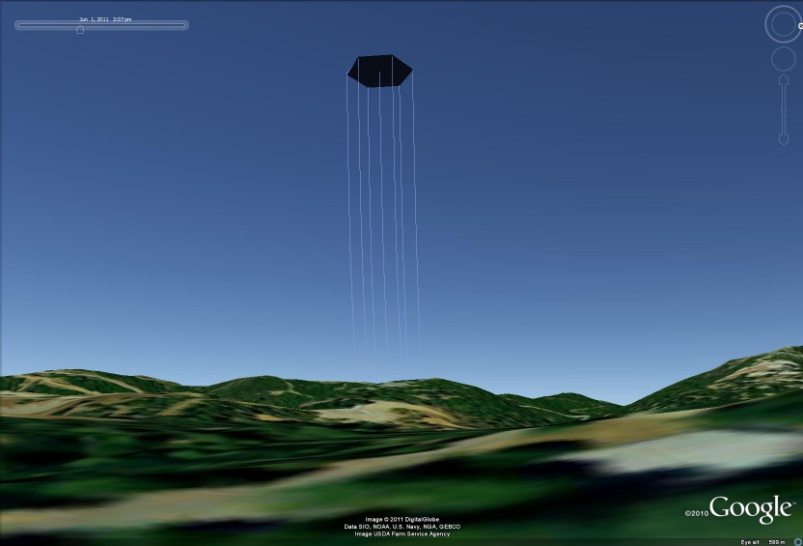 Jun 1, 2011 2:07 pm
Image © 2011 DigitalGlobe
Data SIO, NOAA, U.S. Navy, NGA, GEBCO
Image USDA Farm Service Agency
©2010 Google
Eye alt 599 m